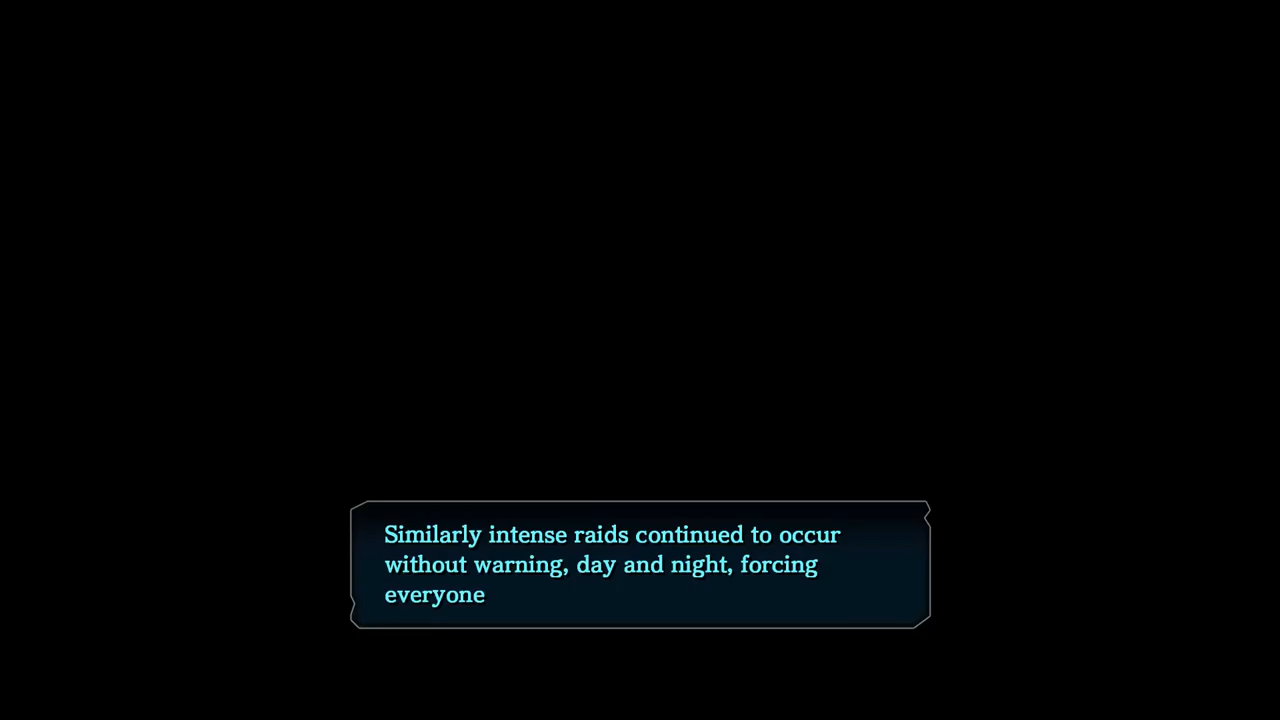 Similarly intense raids continued to occur
without warning, day and night, forcing
everyone